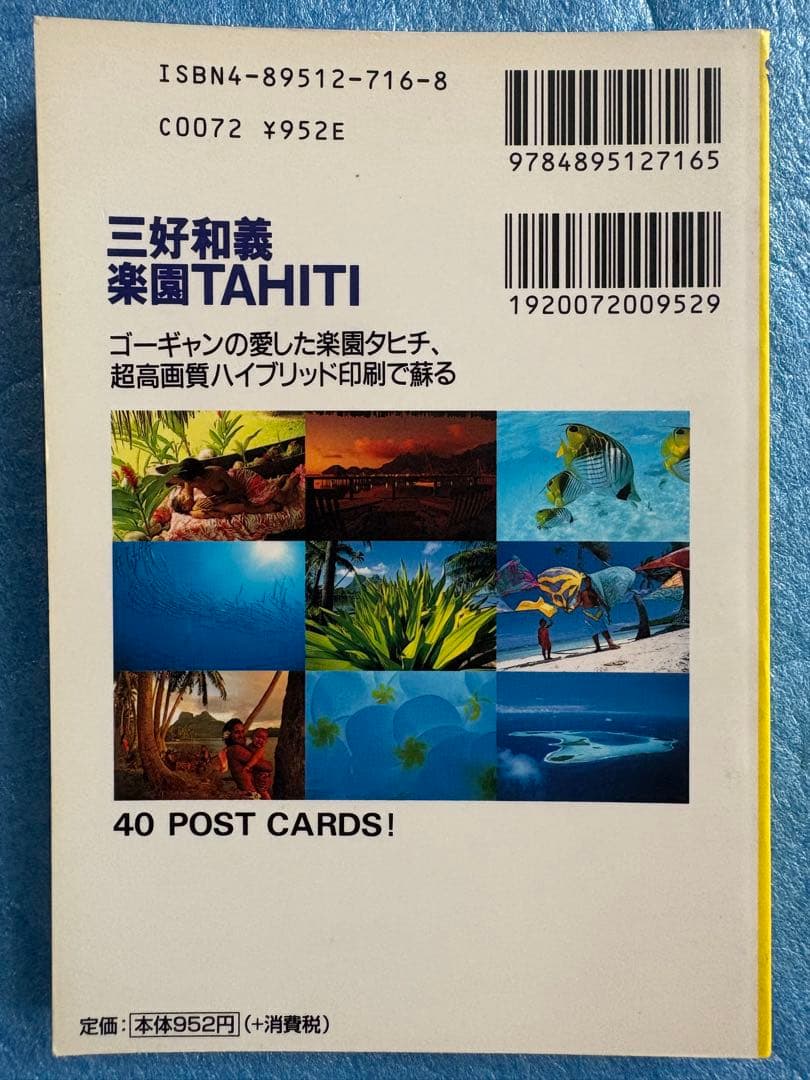 ISBN4-89512-716-8
C0072 ¥952E
9784895127165
1920072009529
三好和義
楽園TAHITI
ゴーギャンの愛した楽園タヒチ、
超高画質ハイブリッド印刷で蘇る
40 POST CARDS!
定価：本体952円(+消費税)